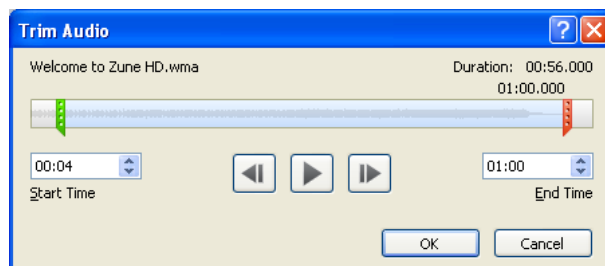 Trim Audio
Welcome to Zune HD.wma Duration: 00:56.000
01:00.000
00:04 01:00
Start Time End Time
OK Cancel